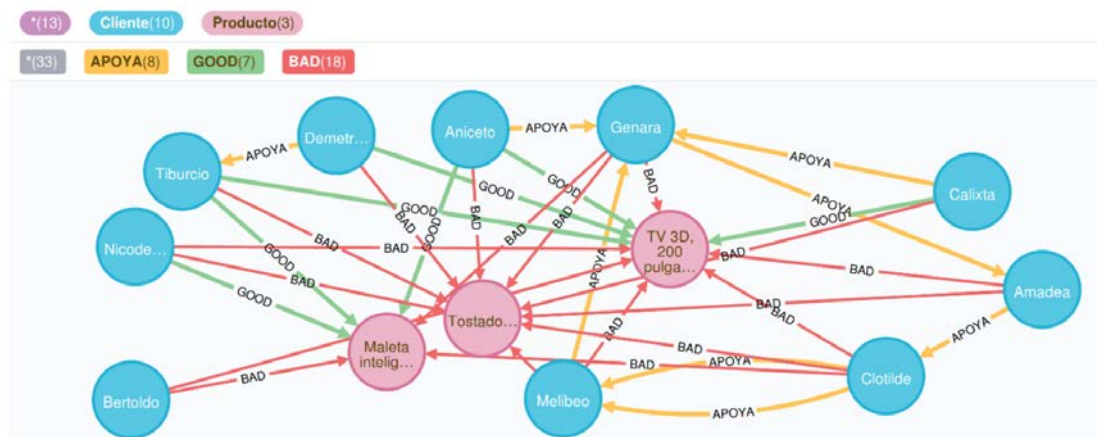 *(13) Cliente(10) Producto(3)
*(33) APOYA(8) GOOD(7) BAD(18)
Demetr…
Aniceto
APOYA
Genara
APOYA
Tiburcio
APOYA
Calixta
BAD
APOYA
GOOD
GOOD
GOOD
GOOD
BAD
BAD
BAD
GOOD
BAD
Nicode…
BAD
BAD
BAD
TV 3D,
200
pulga…
BAD
GOOD
BAD
APOYA
BAD
Amadea
GOOD
BAD
Tostado…
BAD
BAD
APOYA
Maleta
intelig…
BAD
BAD
BAD
APOYA
Bertoldo
BAD
Melibeo
Clotilde
APOYA